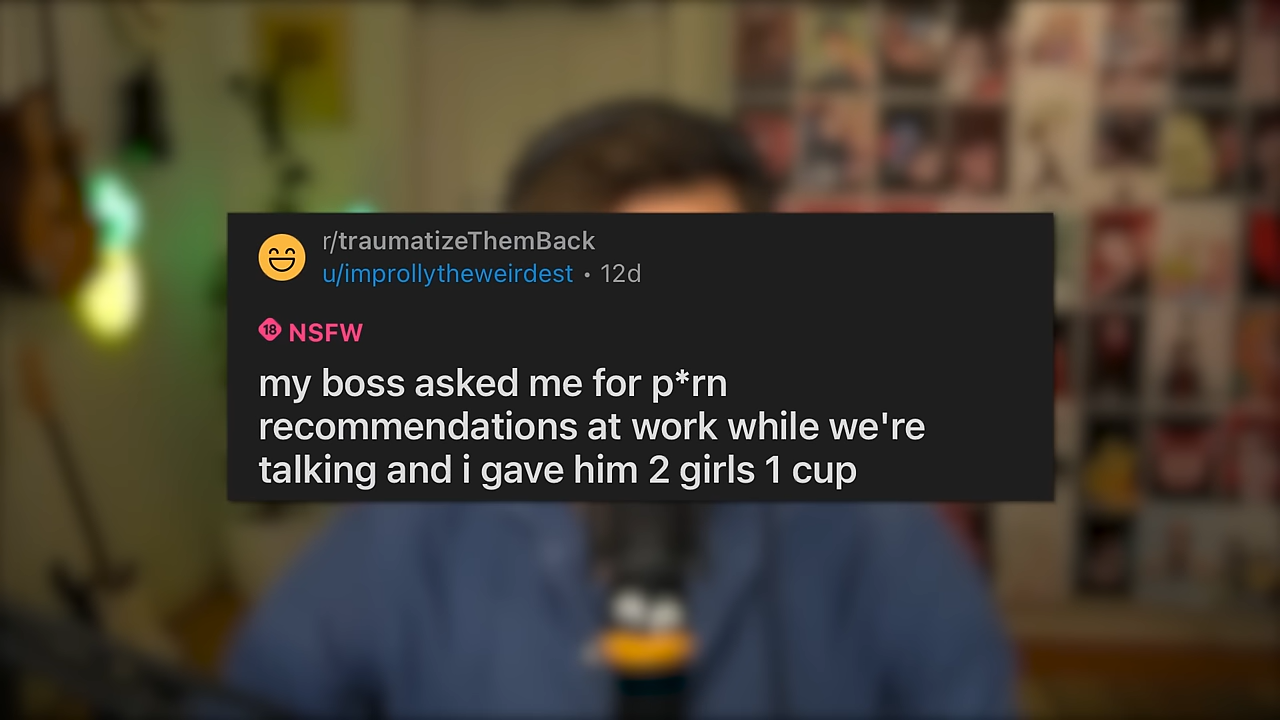 r/traumatizeThemBack
u/improllytheweirdest • 12d
18 NSFW
my boss asked me for p*rn
recommendations at work while we're
talking and i gave him 2 girls 1 cup